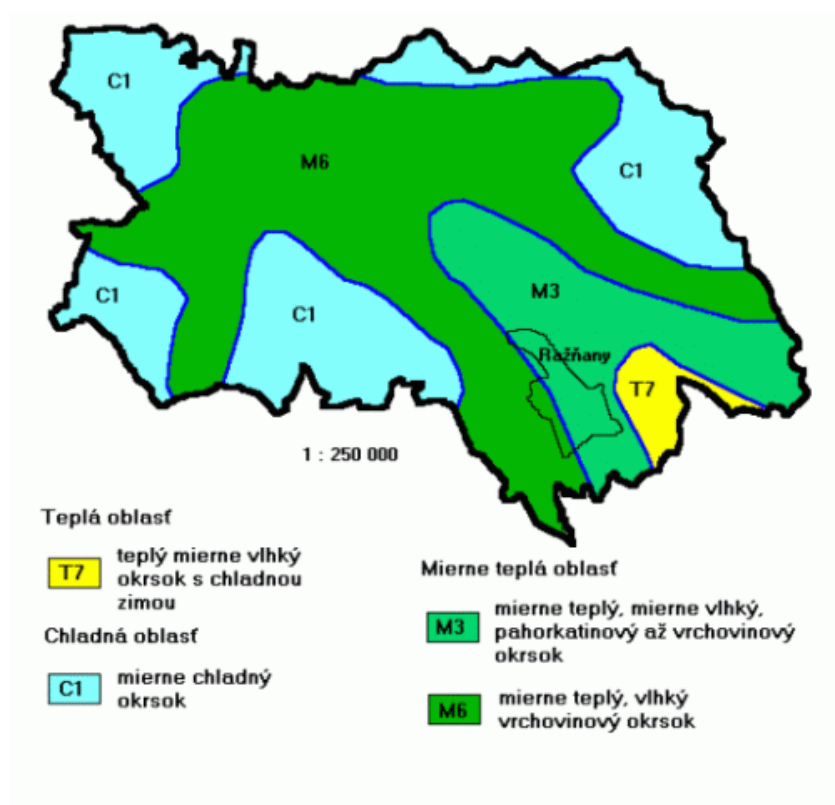 C1
M6
C1
C1
C1
M3
Ražňany
T7
1 : 250 000
Teplá oblasť
T7
teplý mierne vlhký
okrsok s chladnou
zimou
Chladná oblasť
C1
mierne chladný
okrsok
Mierne teplá oblasť
M3
mierne teplý, mierne vlhký,
pahorkatinový až vrchovinový
okrsok
M6
mierne teplý, vlhký
vrchovinový okrsok